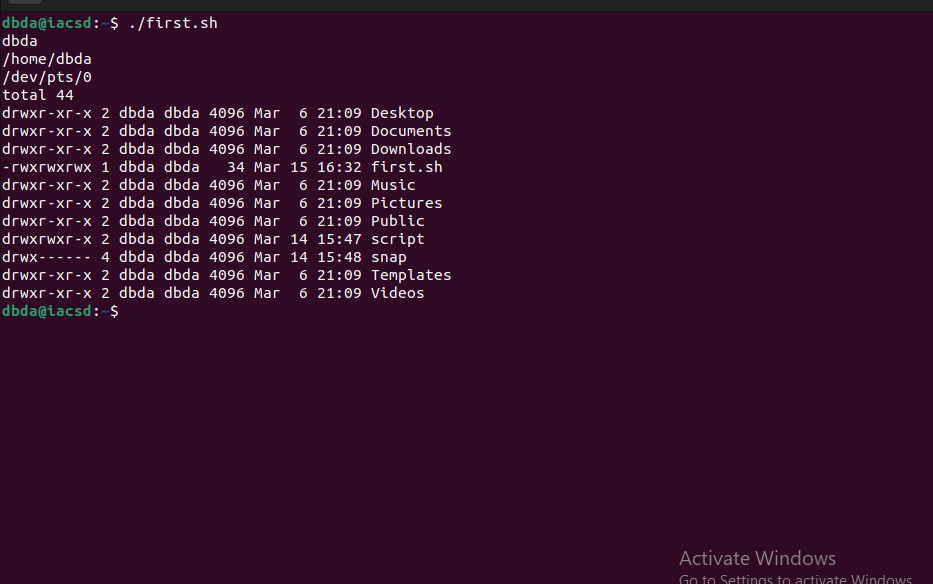 dbda@iacsd:~$ ./first.sh
dbda
/home/dbda
/dev/pts/0
total 44
drwxr-xr-x 2 dbda dbda 4096 Mar  6 21:09 Desktop
drwxr-xr-x 2 dbda dbda 4096 Mar  6 21:09 Documents
drwxr-xr-x 2 dbda dbda 4096 Mar  6 21:09 Downloads
-rwxrwxrwx 1 dbda dbda   34 Mar 15 16:32 first.sh
drwxr-xr-x 2 dbda dbda 4096 Mar  6 21:09 Music
drwxr-xr-x 2 dbda dbda 4096 Mar  6 21:09 Pictures
drwxr-xr-x 2 dbda dbda 4096 Mar  6 21:09 Public
drwxrwxr-x 2 dbda dbda 4096 Mar 14 15:47 script
drwx------ 4 dbda dbda 4096 Mar 14 15:48 snap
drwxr-xr-x 2 dbda dbda 4096 Mar  6 21:09 Templates
drwxr-xr-x 2 dbda dbda 4096 Mar  6 21:09 Videos
dbda@iacsd:~$
Activate Windows
Go to Settings to activate Windows.